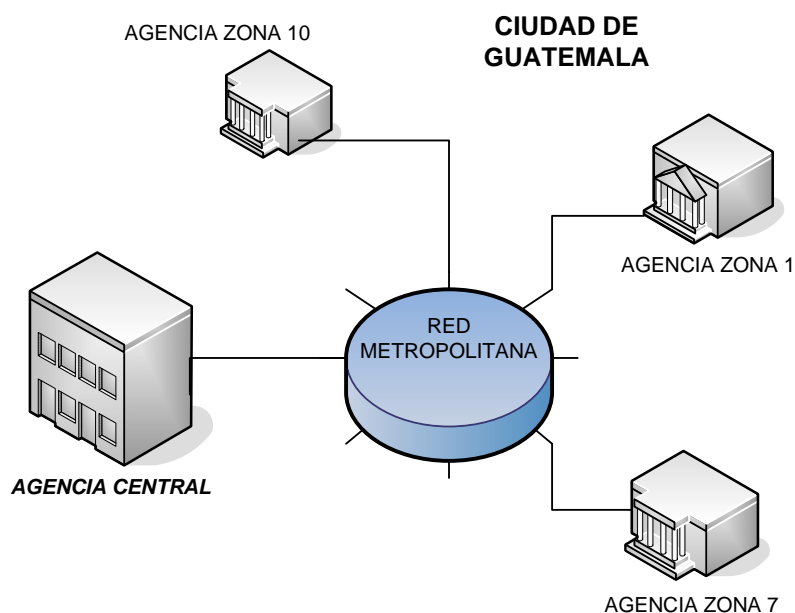 CIUDAD DE
GUATEMALA
AGENCIA ZONA 10
AGENCIA ZONA 1
RED
METROPOLITANA
AGENCIA CENTRAL
AGENCIA ZONA 7